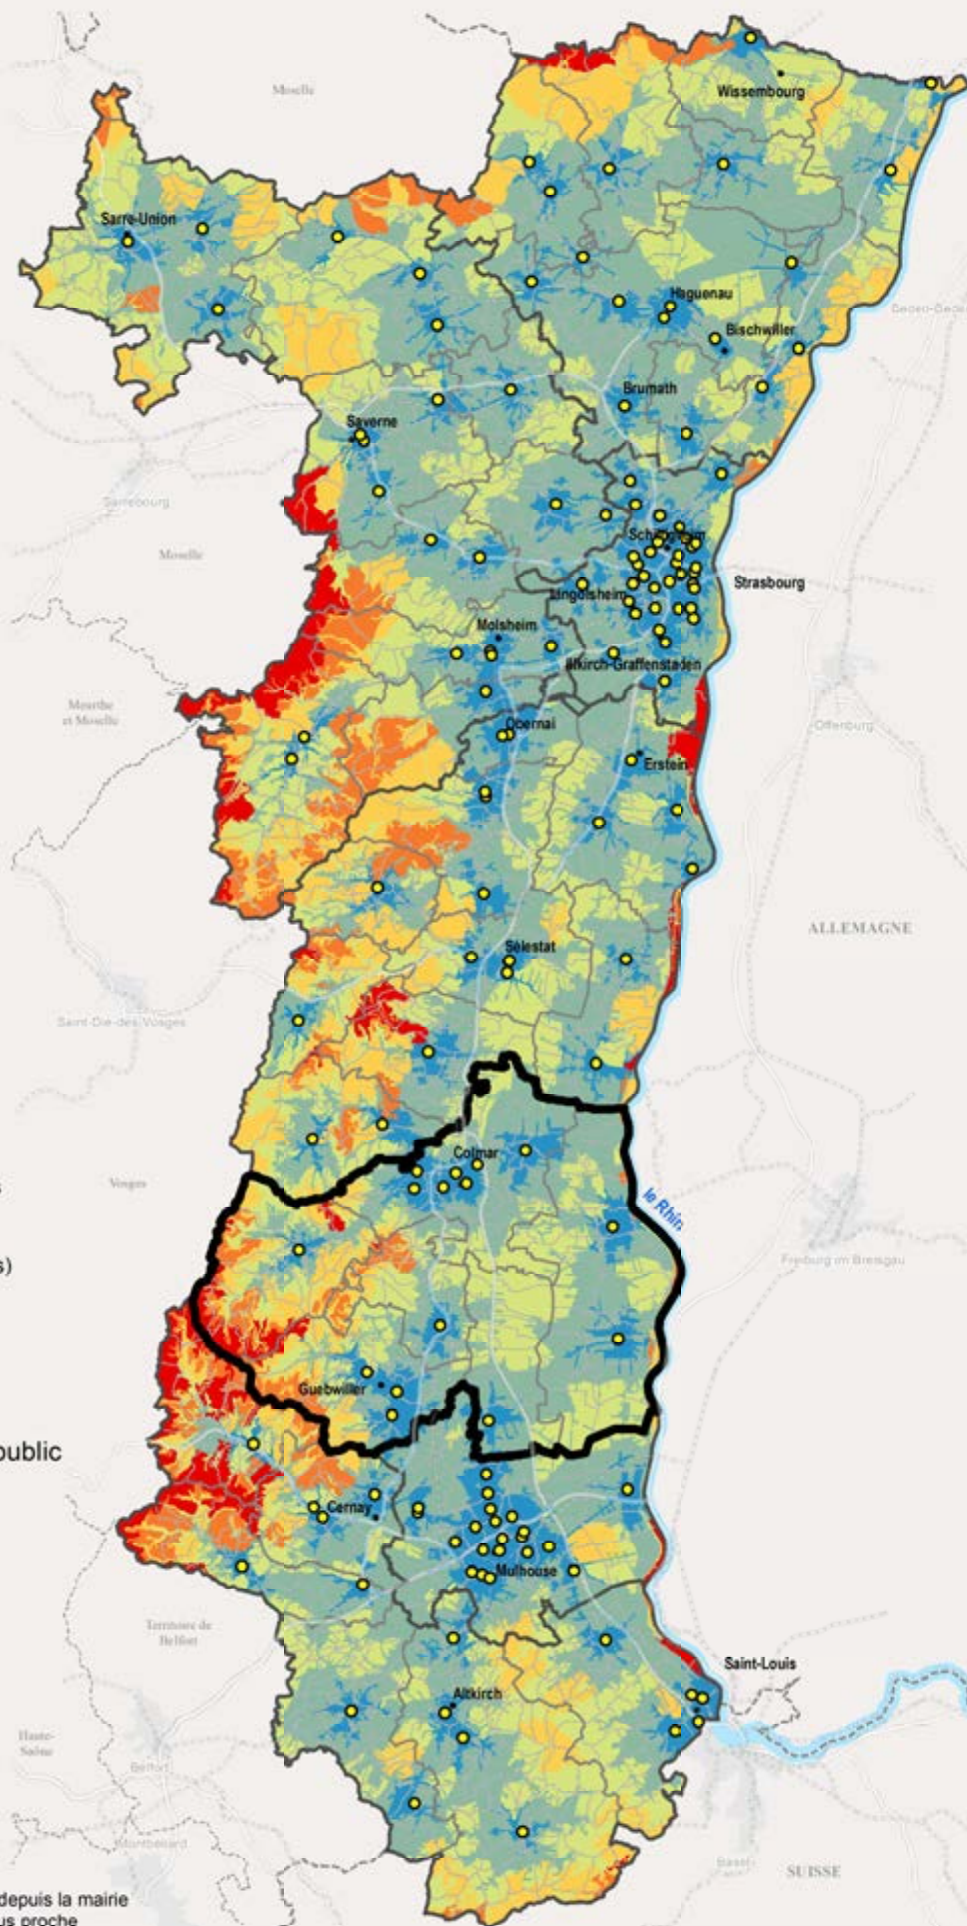 Moselle
Wissembourg
Sarre-Union
Haguenau
Bischwiller
Brumath
Saverne
Sarrebourg
Moselle
Strasbourg
Lingolsheim
Molsheim
Illkirch-Graffenstaden
Meurthe
et Moselle
Offenburg
Obernai
Erstein
ALLEMAGNE
Sélestat
Saint-Dié-des-Vosges
Colmar
Vosges
le Rhin
Freiburg im Breisgau
s)
Guebwiller
public
Cernay
Mulhouse
Territoire de
Belfort
Saint-Louis
Altkirch
Haute-
Saône
Belfort
Montbéliard
Basel
SUISSE
depuis la mairie
us proche